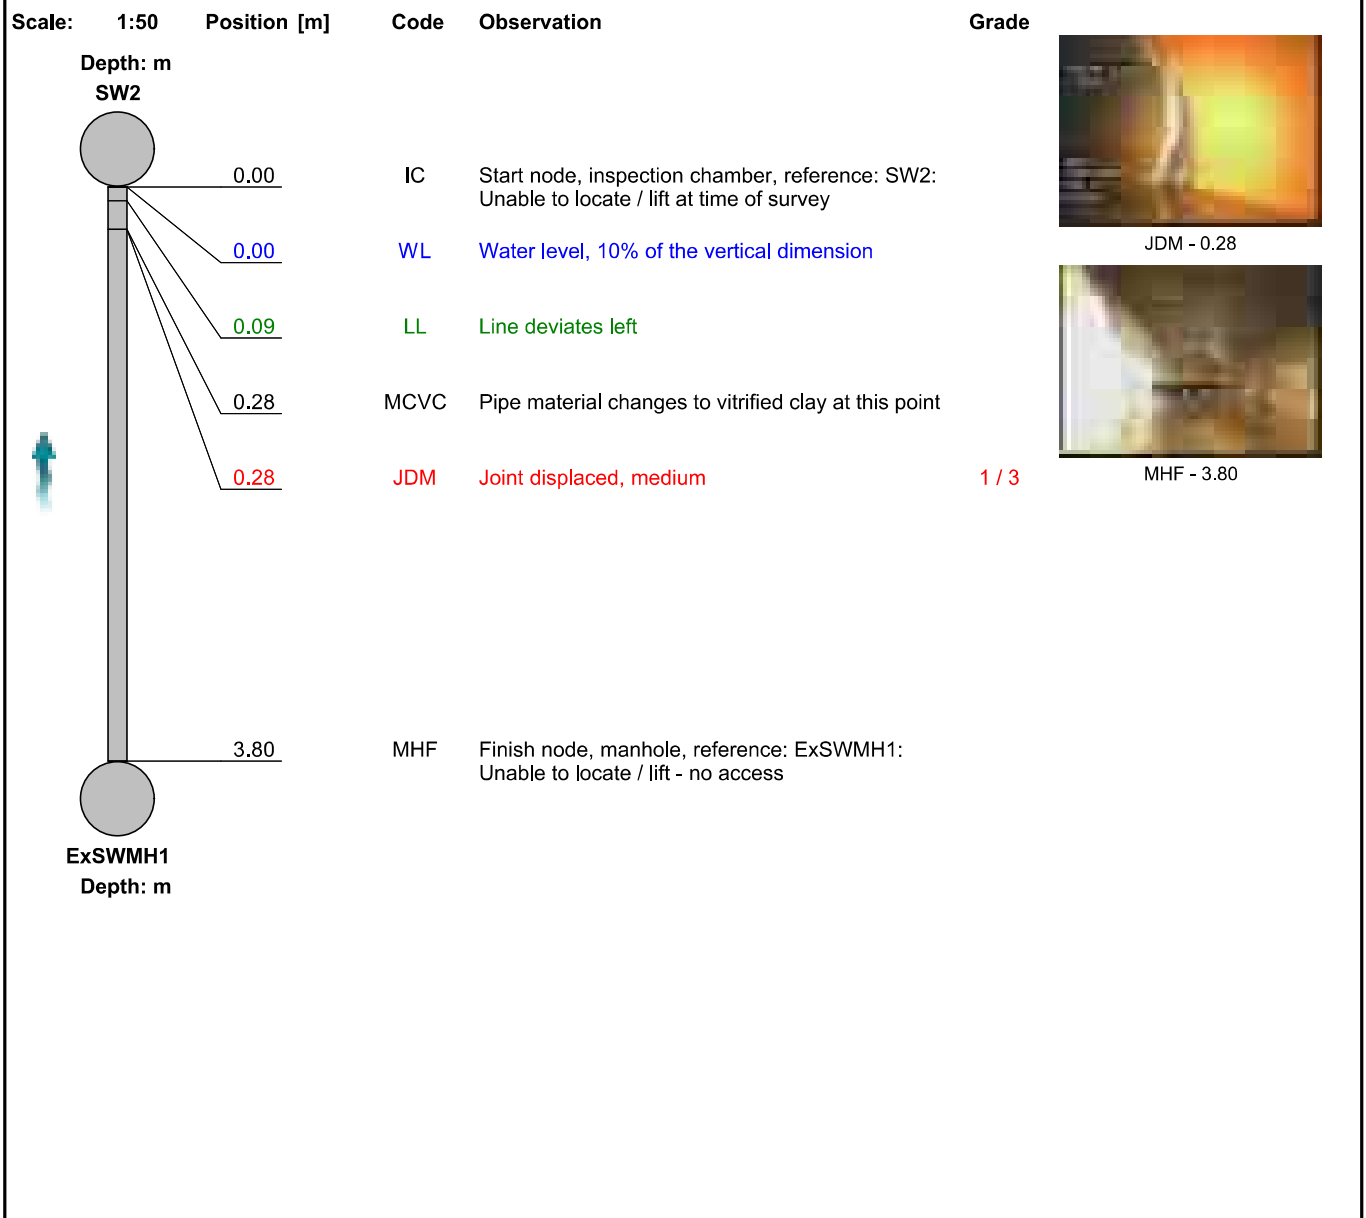 Scale: 1:50 Position [m] Code Observation Grade
Depth: m
SW2
0.00 IC Start node, inspection chamber, reference: SW2:
Unable to locate / lift at time of survey
0.00 WL Water level, 10% of the vertical dimension
0.09 LL Line deviates left
0.28 MCVC Pipe material changes to vitrified clay at this point
0.28 JDM Joint displaced, medium 1 / 3
3.80 MHF Finish node, manhole, reference: ExSWMH1:
Unable to locate / lift - no access
ExSWMH1
Depth: m
JDM - 0.28
MHF - 3.80